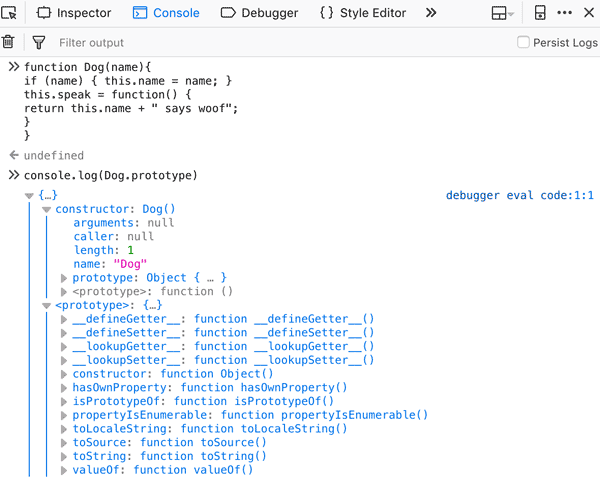 Inspector Console Debugger Style Editor
Filter output Persist Logs
function Dog(name){
if (name) { this.name = name; }
this.speak = function() {
return this.name + " says woof";
}
}
undefined
console.log(Dog.prototype)
{…} debugger eval code:1:1
constructor: Dog()
arguments: null
caller: null
length: 1
name: "Dog"
prototype: Object { … }
<prototype>: function ()
<prototype>: {…}
__defineGetter__: function __defineGetter__()
__defineSetter__: function __defineSetter__()
__lookupGetter__: function __lookupGetter__()
__lookupSetter__: function __lookupSetter__()
constructor: function Object()
hasOwnProperty: function hasOwnProperty()
isPrototypeOf: function isPrototypeOf()
propertyIsEnumerable: function propertyIsEnumerable()
toLocaleString: function toLocaleString()
toSource: function toSource()
toString: function toString()
valueOf: function valueOf()